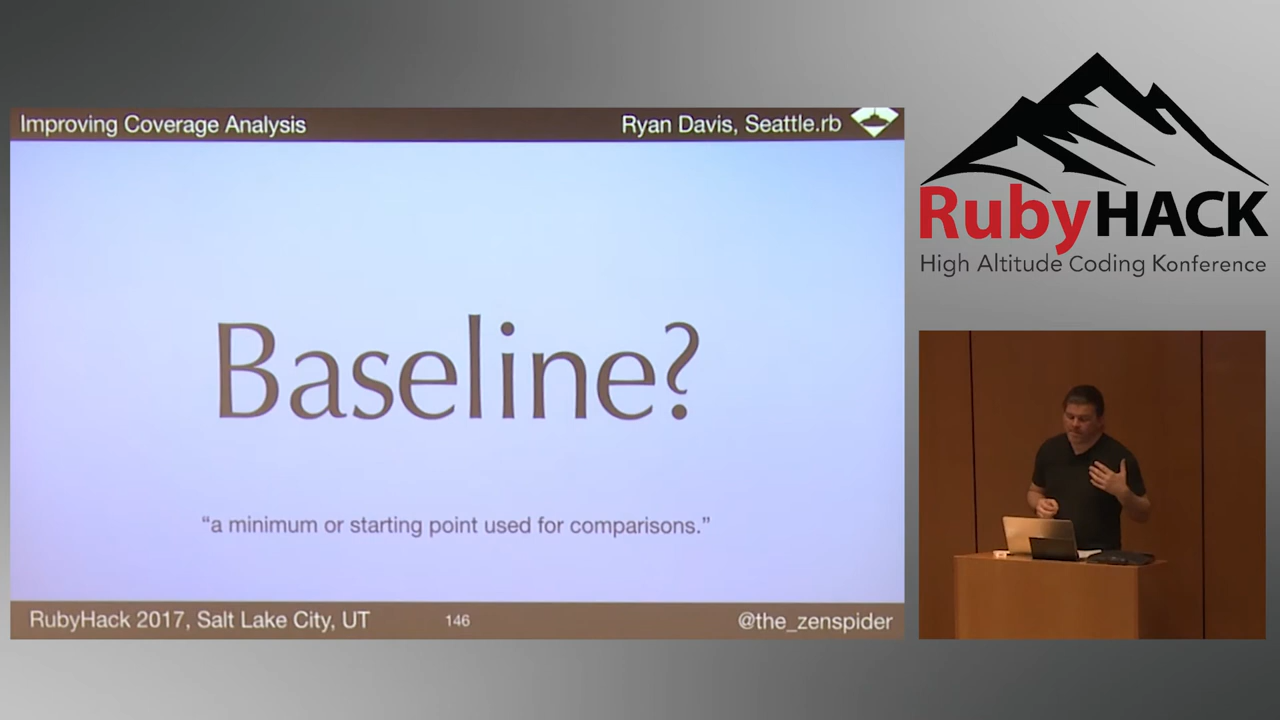 Improving Coverage Analysis
Ryan Davis, Seattle.rb
Baseline?
“a minimum or starting point used for comparisons.”
RubyHack 2017, Salt Lake City, UT
146
@the_zenspider
RubyHACK
High Altitude Coding Konference